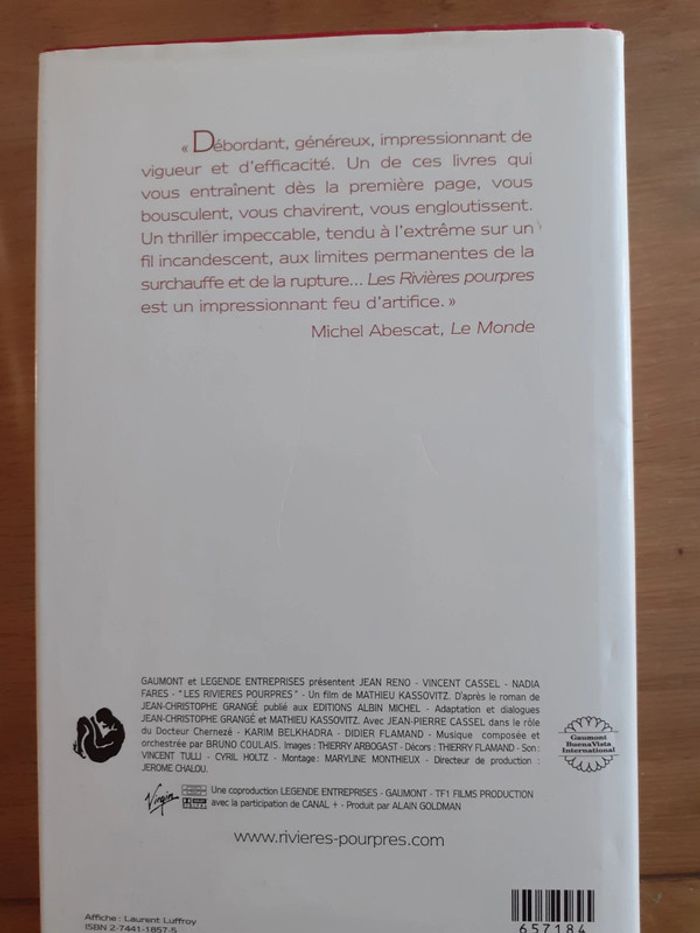 « Débordant, généreux, impressionnant de
vigueur et d'efficacité. Un de ces livres qui
vous entraînent dès la première page, vous
bousculent, vous chavirent, vous engloutissent.
Un thriller impeccable, tendu à l'extrême sur un
fil incandescent, aux limites permanentes de la
surchauffe et de la rupture... Les Rivières pourpres
est un impressionnant feu d'artifice. »
Michel Abescat, Le Monde
GAUMONT et LEGENDE ENTREPRISES présentent JEAN RENO - VINCENT CASSEL - NADIA
FARES - "LES RIVIERES POURPRES" - Un film de MATHIEU KASSOVITZ. D'après le roman de
JEAN-CHRISTOPHE GRANGÉ publié aux EDITIONS ALBIN MICHEL - Adaptation et dialogues
JEAN-CHRISTOPHE GRANGÉ et MATHIEU KASSOVITZ. Avec JEAN-PIERRE CASSEL dans le rôle
du Docteur Chernezé - KARIM BELKHADRA - DIDIER FLAMAND - Musique composée et
orchestrée par BRUNO COULAIS. Images : THIERRY ARBOGAST - Décors : THIERRY FLAMAND - Son :
VINCENT TULLI - CYRIL HOLTZ - Montage : MARYLINE MONTHIEUX - Directeur de production :
JEROME CHALOU.
Gaumont
BuenaVista
International
Virgin
Une coproduction LEGENDE ENTREPRISES - GAUMONT - TF1 FILMS PRODUCTION
avec la participation de CANAL + - Produit par ALAIN GOLDMAN
www.rivieres-pourpres.com
Affiche : Laurent Luffroy
ISBN 2-7441-1857-5
657184